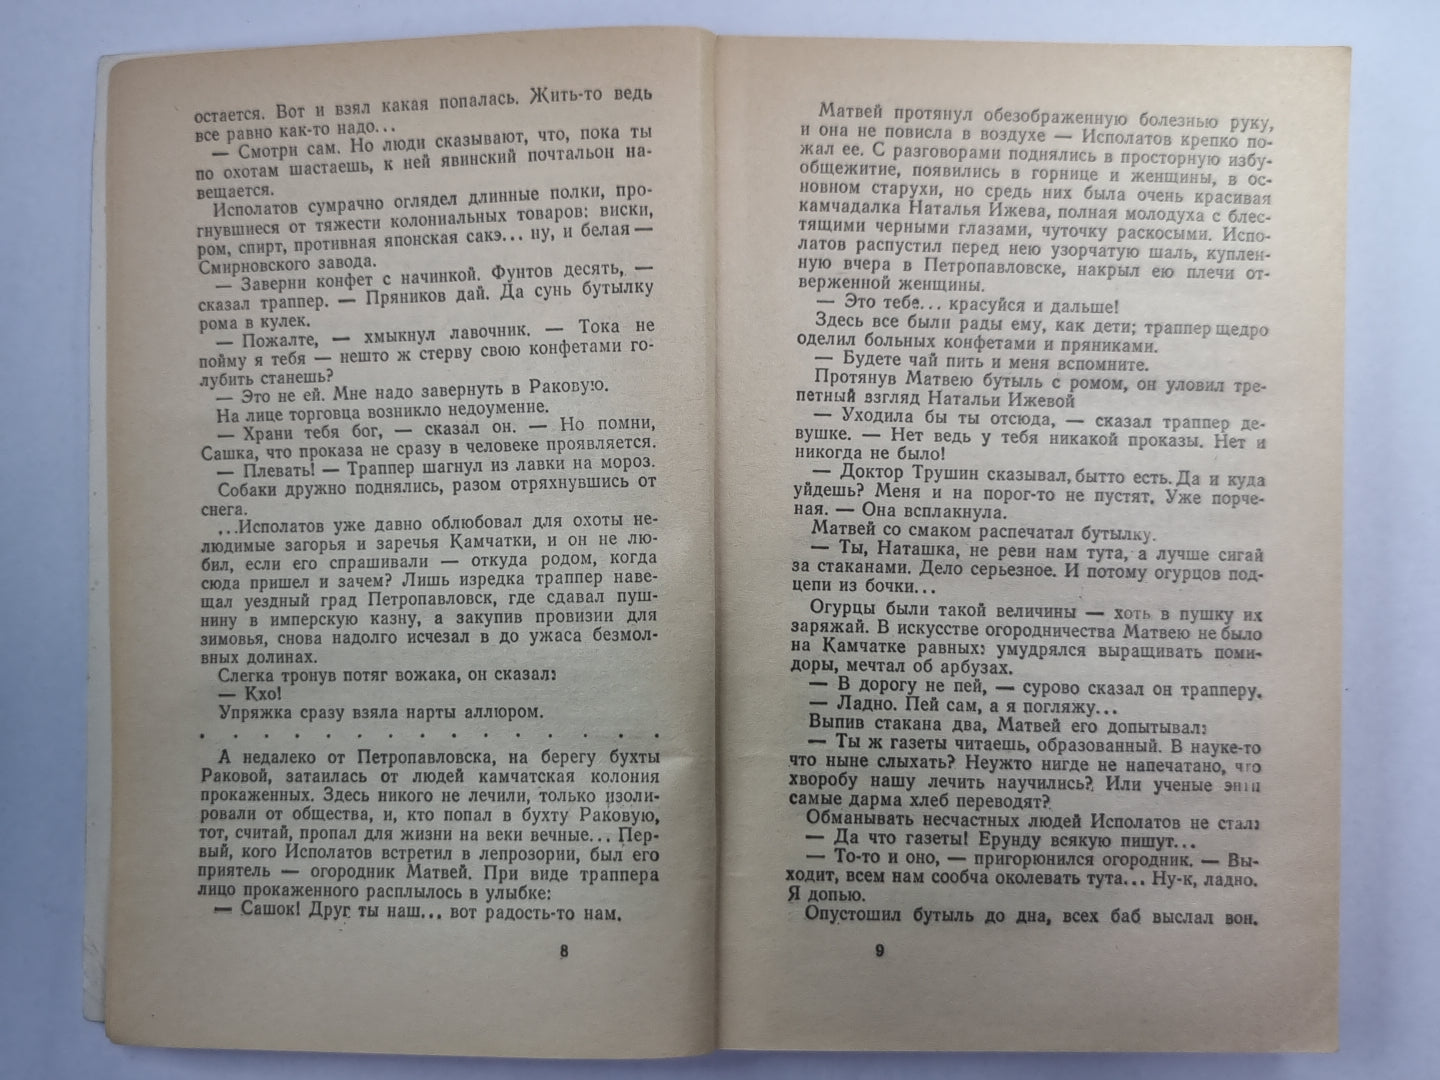 остается. Вот и взял какая попалась. Жить-то ведь
все равно как-то надо...
— Смотри сам. Но люди сказывают, что, пока ты
по охотам шастаешь, к ней явинский почтальон на-
вещается.
Исполатов сумрачно оглядел длинные полки, про-
гнувшиеся от тяжести колониальных товаров: виски,
ром, спирт, противная японская сакэ... ну, и белая —
Смирновского завода.
— Заверни конфет с начинкой. Фунтов десять, —
сказал траппер. — Пряников дай. Да сунь бутылку
рома в кулек.
— Пожалте, — хмыкнул лавочник. — Тока не
пойму я тебя — нешто ж стерву свою конфетами го-
лубить станешь?
— Это не ей. Мне надо завернуть в Раковую.
На лице торговца возникло недоумение.
— Храни тебя бог, — сказал он. — Но помни,
Сашка, что проказа не сразу в человеке проявляется.
— Плевать! — Траппер шагнул из лавки на мороз.
Собаки дружно поднялись, разом отряхнувшись от
снега.
...Исполатов уже давно облюбовал для охоты не-
людимые загорья и заречья Камчатки, и он не лю-
бил, если его спрашивали — откуда родом, когда
сюда пришел и зачем? Лишь изредка траппер наве-
щал уездный град Петропавловск, где сдавал пуш-
нину в имперскую казну, а закупив провизии для
зимовья, снова надолго исчезал в до ужаса безмол-
вных долинах.
Слегка тронув потяг вожака, он сказал:
— Кхо!
Упряжка сразу взяла нарты аллюром.
. . . . . . . . . . . . . . . .
А недалеко от Петропавловска, на берегу бухты
Раковой, затаилась от людей камчатская колония
прокаженных. Здесь никого не лечили, только изоли-
ровали от общества, и, кто попал в бухту Раковую,
тот, считай, пропал для жизни на веки вечные... Пер-
вый, кого Исполатов встретил в лепрозории, был его
приятель — огородник Матвей. При виде траппера
лицо прокаженного расплылось в улыбке:
— Сашок! Друг ты наш... вот радость-то нам.
8
Матвей протянул обезображенную болезнью руку,
и она не повисла в воздухе — Исполатов крепко по-
жал ее. С разговорами поднялись в просторную избу-
общежитие, появились в горнице и женщины, в ос-
новном старухи, но средь них была очень красивая
камчадалка Наталья Ижева, полная молодуха с блес-
тящими черными глазами, чуточку раскосыми. Испо-
латов распустил перед нею узорчатую шаль, куплен-
ную вчера в Петропавловске, накрыл ею плечи от-
верженной женщины.
— Это тебе... красуйся и дальше!
Здесь все были рады ему, как дети; траппер щедро
оделил больных конфетами и пряниками.
— Будете чай пить и меня вспомните.
Протянув Матвею бутыль с ромом, он уловил тре-
петный взгляд Натальи Ижевой
— Уходила бы ты отсюда, — сказал траппер де-
вушке. — Нет ведь у тебя никакой проказы. Нет и
никогда не было!
— Доктор Трушин сказывал, бытто есть. Да и куда
уйдешь? Меня и на порог-то не пустят. Уже порче-
ная. — Она всплакнула.
Матвей со смаком распечатал бутылку.
— Ты, Наташка, не реви нам тута, а лучше сигай
за стаканами. Дело серьезное. И потому огурцов под-
цепи из бочки...
Огурцы были такой величины — хоть в пушку их
заряжай. В искусстве огородничества Матвею не было
на Камчатке равных: умудрялся выращивать поми-
доры, мечтал об арбузах.
— В дорогу не пей, — сурово сказал он трапперу.
— Ладно. Пей сам, а я погляжу...
Выпив стакана два, Матвей его допытывал:
— Ты ж газеты читаешь, образованный. В науке-то
что ныне слыхать? Неужто нигде не напечатано, что
хворобу нашу лечить научились? Или ученые эти
самые дарма хлеб переводят?
Обманывать несчастных людей Исполатов не стал:
— Да что газеты! Ерунду всякую пишут...
— То-то и оно, — пригорюнился огородник. — Вы-
ходит, всем нам сообча околевать тута... Ну-к, ладно.
Я допью.
Опустошил бутыль до дна, всех баб выслал вон.
9